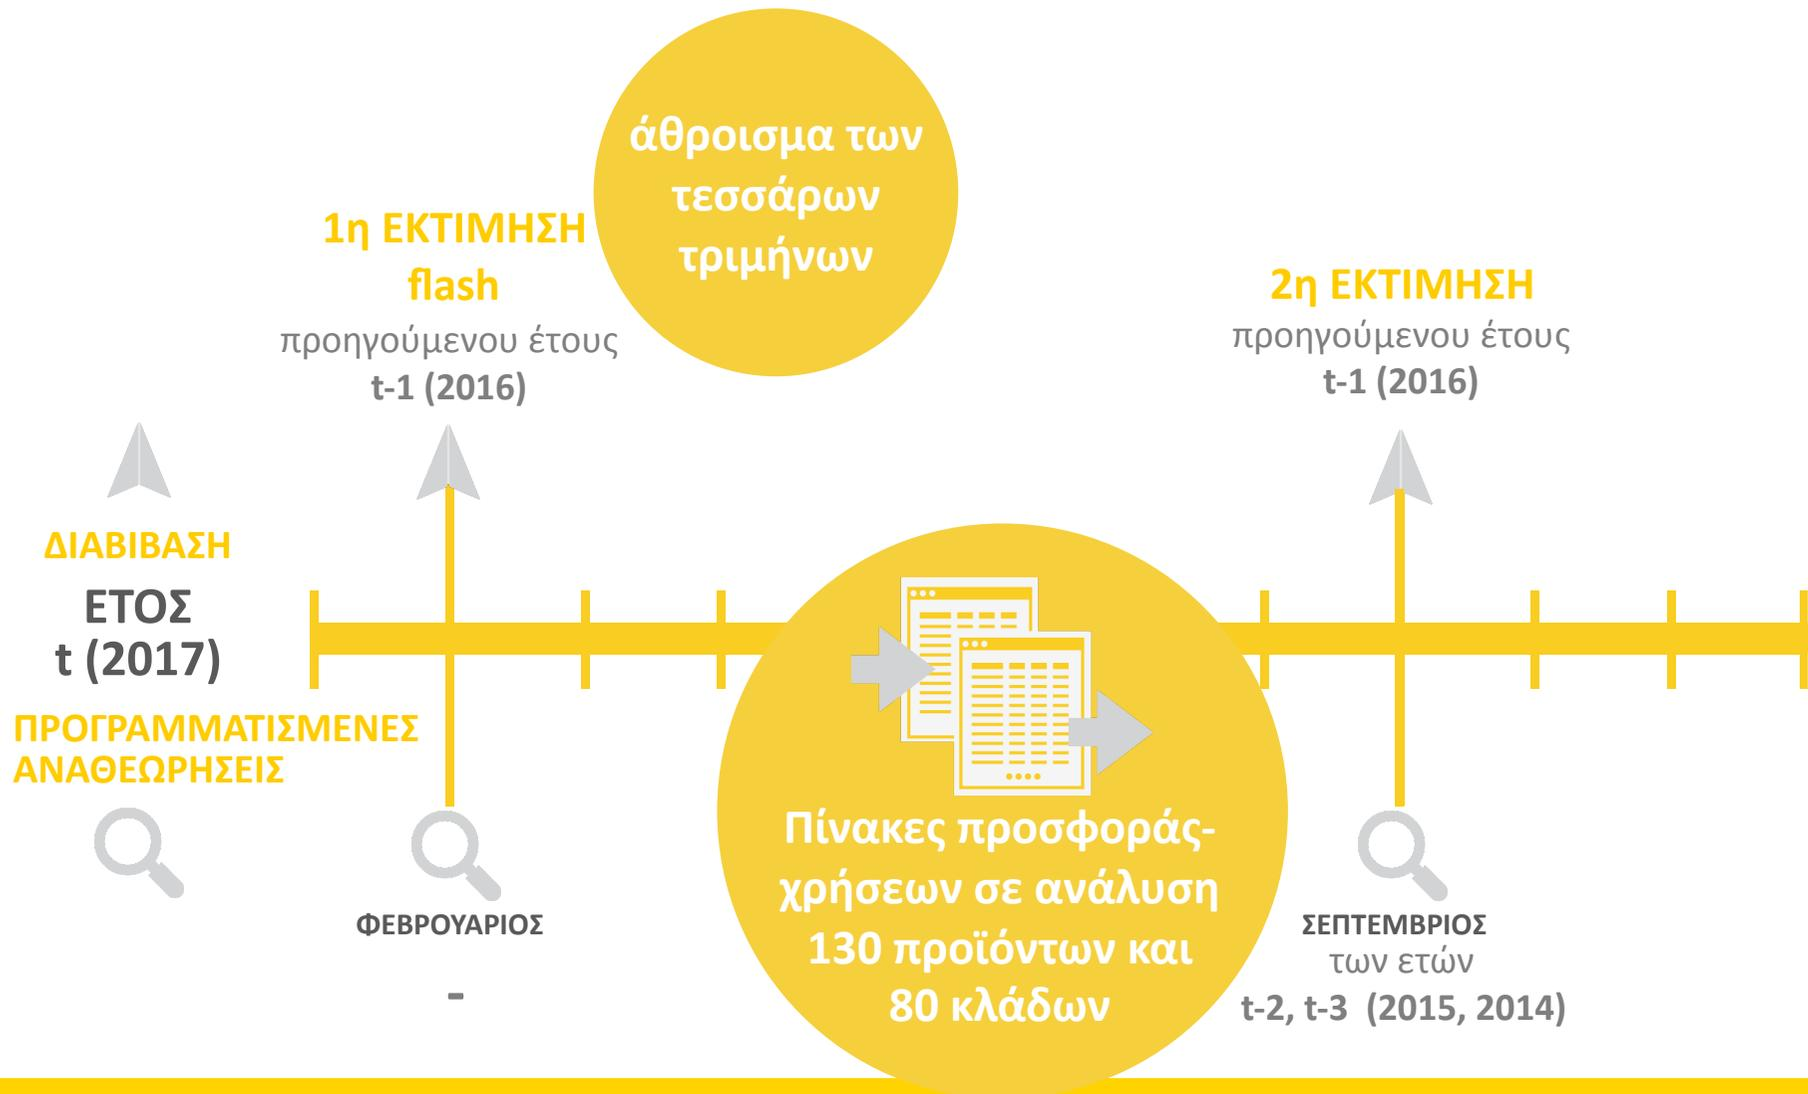 άθροισμα των
τεσσάρων
τριμήνων
1η ΕΚΤΙΜΗΣΗ
flash
προηγούμενου έτους
t-1 (2016)
2η ΕΚΤΙΜΗΣΗ
προηγούμενου έτους
t-1 (2016)
ΔΙΑΒΙΒΑΣΗ
ΕΤΟΣ
t (2017)
ΠΡΟΓΡΑΜΜΑΤΙΣΜΕΝΕΣ
ΑΝΑΘΕΩΡΗΣΕΙΣ
ΦΕΒΡΟΥΑΡΙΟΣ
-
Πίνακες προσφοράς-
χρήσεων σε ανάλυση
130 προϊόντων και
80 κλάδων
ΣΕΠΤΕΜΒΡΙΟΣ
των ετών
t-2, t-3 (2015, 2014)